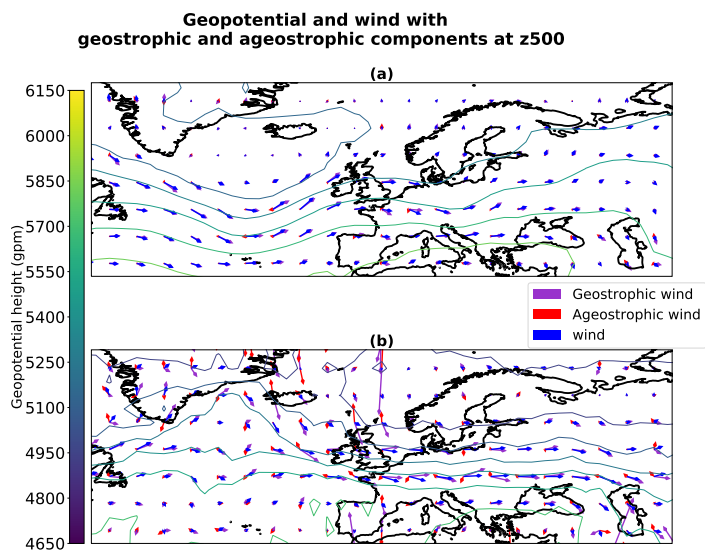 Geopotential and wind with
geostrophic and ageostrophic components at z500
(a)
6150
6000
5850
5700
5550
5400
5250
5100
4950
4800
4650
Geopotential height (gpm)
Geostrophic wind
Ageostrophic wind
wind
(b)